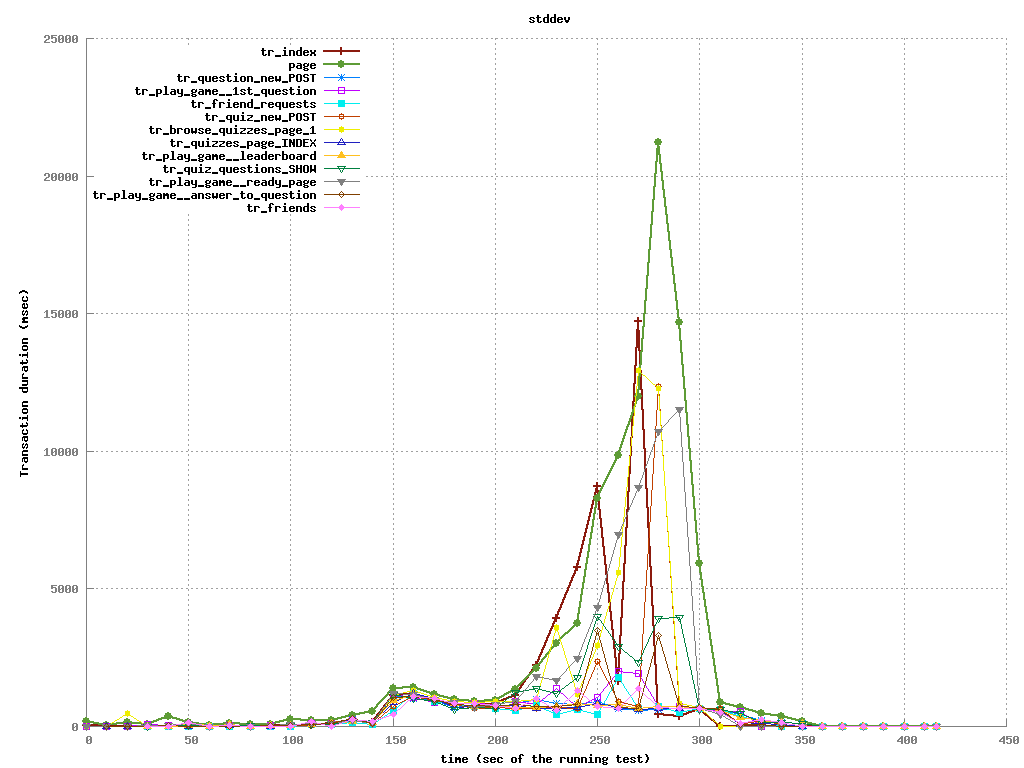 stddev
25000
20000
15000
10000
5000
0
Transaction duration (msec)
tr_index
page
tr_question_new_POST
tr_play_game__1st_question
tr_friend_requests
tr_quiz_new_POST
tr_browse_quizzes_page_1
tr_quizzes_page_INDEX
tr_play_game__leaderboard
tr_quiz_questions_SHOW
tr_play_game__ready_page
tr_play_game__answer_to_question
tr_friends
0 50 100 150 200 250 300 350 400 450
time (sec of the running test)